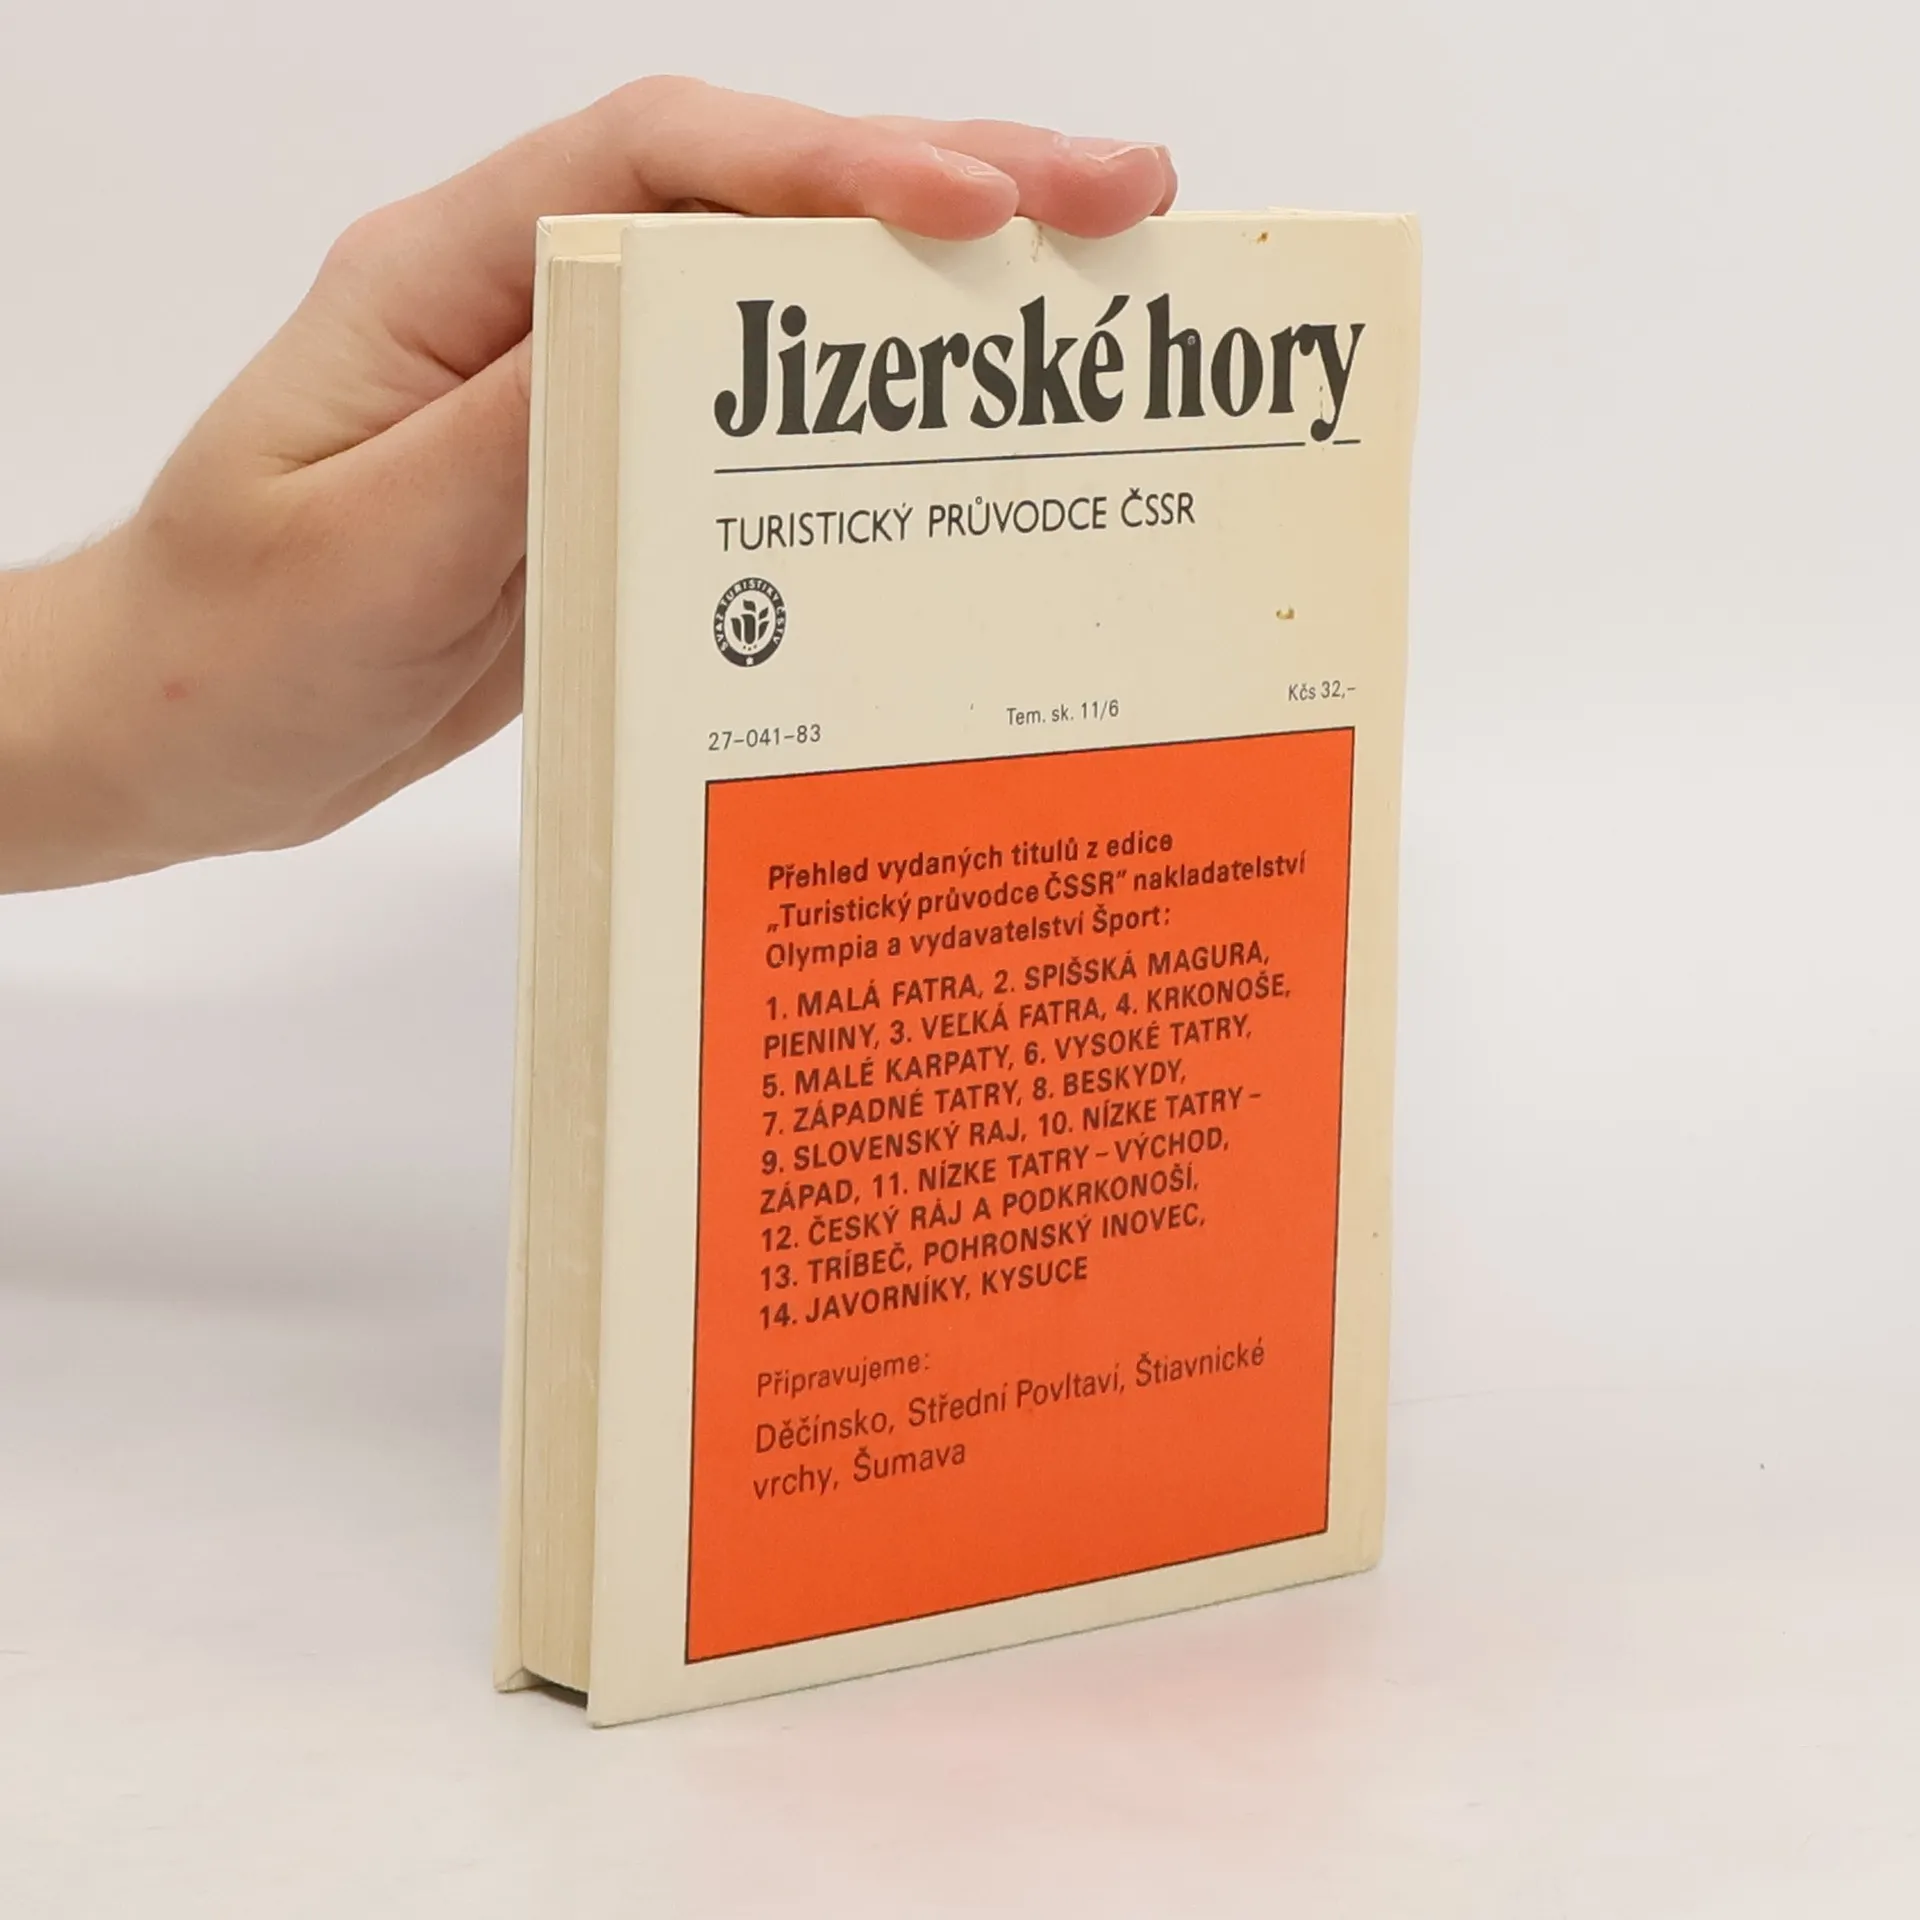 Jizerské hory
TURISTICKÝ PRŮVODCE ČSSR
SVAZ TURISTIKY ČSTV
27–041–83 Tem. sk. 11/6 Kčs 32,–
Přehled vydaných titulů z edice
„Turistický průvodce ČSSR" nakladatelství
Olympia a vydavatelství Šport:
1. MALÁ FATRA, 2. SPIŠSKÁ MAGURA,
PIENINY, 3. VEĽKÁ FATRA, 4. KRKONOŠE,
5. MALÉ KARPATY, 6. VYSOKÉ TATRY,
7. ZÁPADNÉ TATRY, 8. BESKYDY,
9. SLOVENSKÝ RAJ, 10. NÍZKE TATRY –
ZÁPAD, 11. NÍZKE TATRY – VÝCHOD,
12. ČESKÝ RÁJ A PODKRKONOŠÍ,
13. TRÍBEČ, POHRONSKÝ INOVEC,
14. JAVORNÍKY, KYSUCE
Připravujeme:
Děčínsko, Střední Povltaví, Štiavnické
vrchy, Šumava